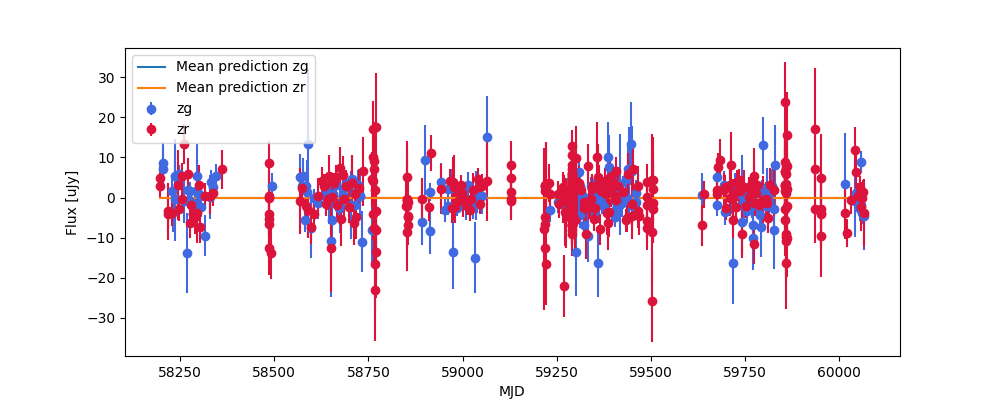 Mean prediction zg
Mean prediction zr
zg
zr
30
20
10
0
−10
−20
−30
Flux [uJy]
58250
58500
58750
59000
59250
59500
59750
60000
MJD